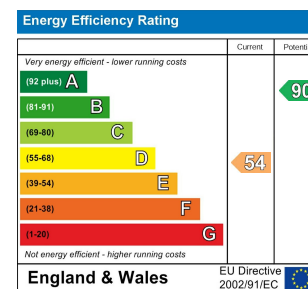 Energy Efficiency Rating
Current
Very energy efficient - lower running costs
(92 plus) A
(81-91) B
(69-80) C
(55-68) D
(39-54) E
(21-38) F
(1-20) G
54
90
Not energy efficient - higher running costs
England & Wales
EU Directive
2002/91/EC